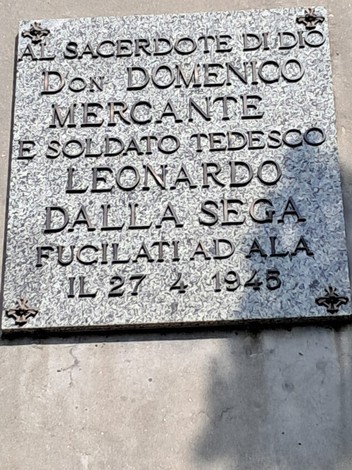 AL SACERDOTE DI DIO
DON DOMENICO
MERCANTE
E SOLDATO TEDESCO
LEONARDO
DALLA SEGA
FUCILATI AD ALA
IL 27 4 1945